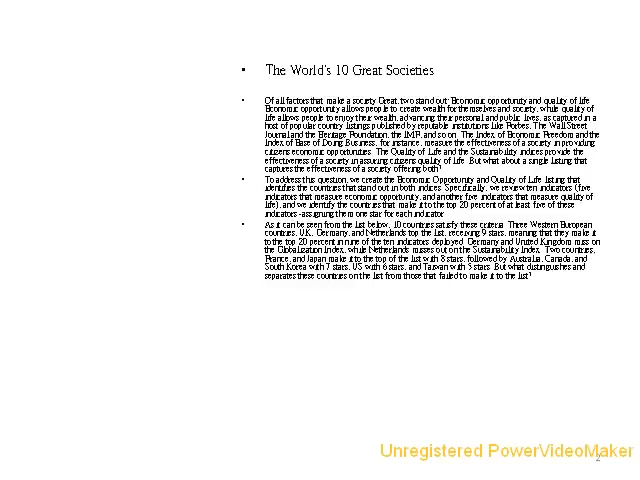 • The World's 10 Great Societies
• Of all factors that make a society Great, two stand out: Economic opportunity and quality of life.
Economic opportunity allows people to create wealth for themselves and society, while quality of
life allows people to enjoy their wealth, advancing their personal and public lives, as captured in a
host of popular country listings published by reputable institutions like Forbes, The Wall Street
Journal and the Heritage Foundation, the IMF, and so on. The Index of Economic Freedom and the
Index of Ease of Doing Business, for instance, measure the effectiveness of a society in providing
citizens economic opportunities. The Quality of Life and the Sustainability indices provide the
effectiveness of a society in assuring citizens quality of life. But what about a single listing that
captures the effectiveness of a society offering both?
• To address this question, we create the Economic Opportunity and Quality of Life listing that
identifies the countries that stand out in both indices. Specifically, we review ten indicators (five
indicators that measure economic opportunity, and another five indicators that measure quality of
life), and we identify the countries that make it to the top 20 percent of at least five of these
indicators -assigning them one star for each indicator.
• As it can be seen from the list below, 10 countries satisfy these criteria. Three Western European
countries, U.K., Germany, and Netherlands top the list, receiving 9 stars, meaning that they make it
to the top 20 percent in nine of the ten indicators deployed. Germany and United Kingdom miss on
the Globalization Index, while Netherlands misses out on the Sustainability Index. Two countries,
France, and Japan make it to the top of the list with 8 stars, followed by Australia, Canada, and
South Korea with 7 stars, US with 6 stars, and Taiwan with 5 stars. But what distinguishes and
separates these countries on the list from those that failed to make it to the list?
Unregistered PowerVideoMaker
2